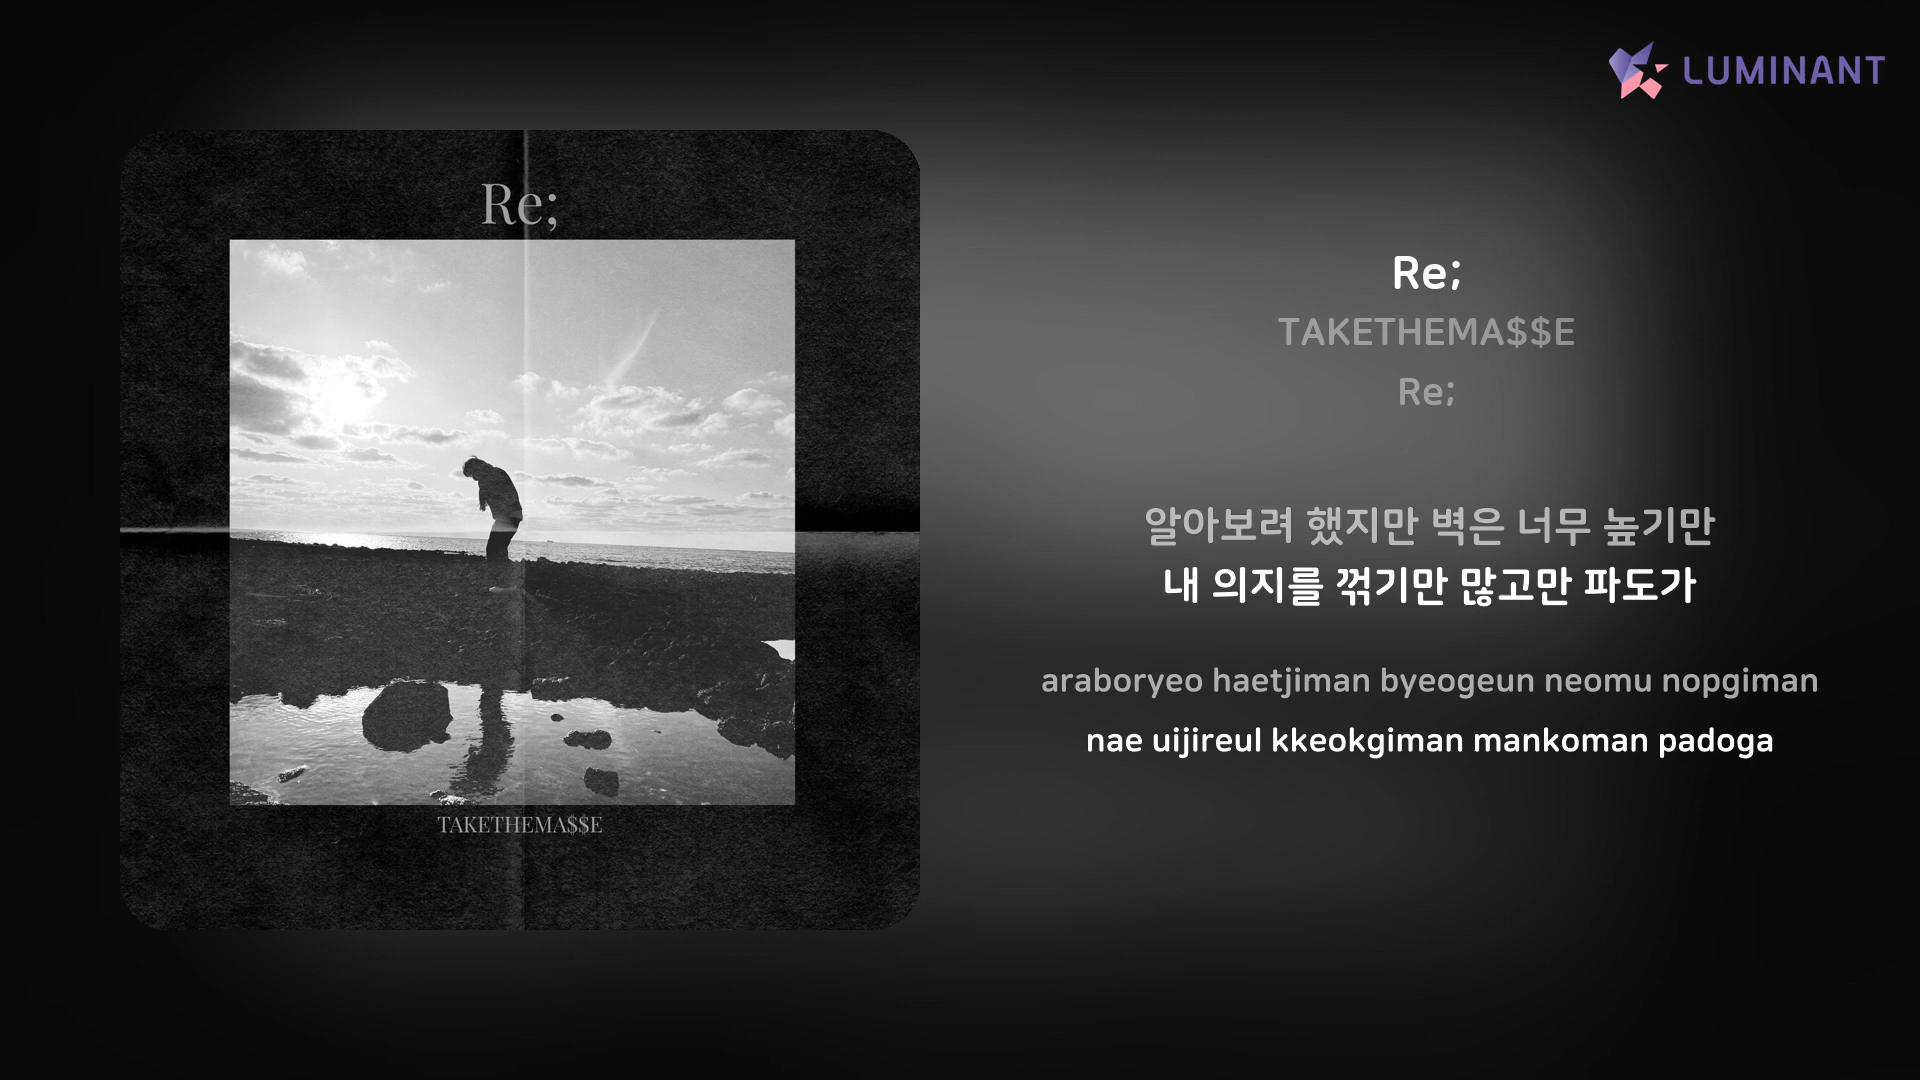 LUMINANT
Re;
TAKETHEMA$$E
Re;
TAKETHEMA$$E
Re;
알아보려 했지만 벽은 너무 높기만
내 의지를 꺾기만 많고만 파도가
araboryeo haetjiman byeogeun neomu nopgiman
nae uijireul kkeokgiman mankoman padoga